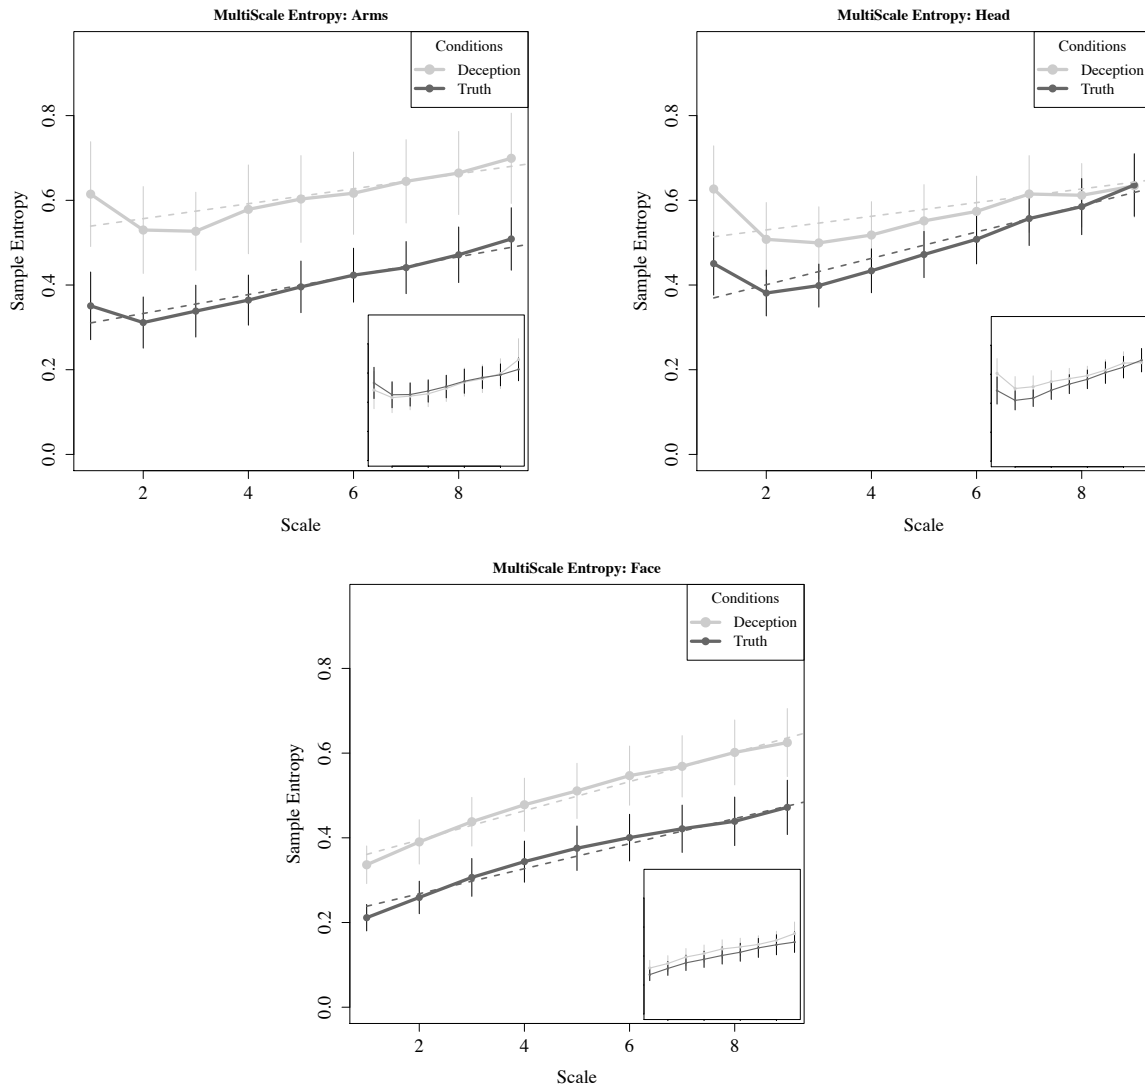 MultiScale Entropy: Arms
Conditions
Deception
Truth
Sample Entropy
0.8
0.6
0.4
0.2
0.0
2
4
6
8
Scale
MultiScale Entropy: Head
Conditions
Deception
Truth
Sample Entropy
0.8
0.6
0.4
0.2
0.0
2
4
6
8
Scale
MultiScale Entropy: Face
Conditions
Deception
Truth
Sample Entropy
0.8
0.6
0.4
0.2
0.0
2
4
6
8
Scale